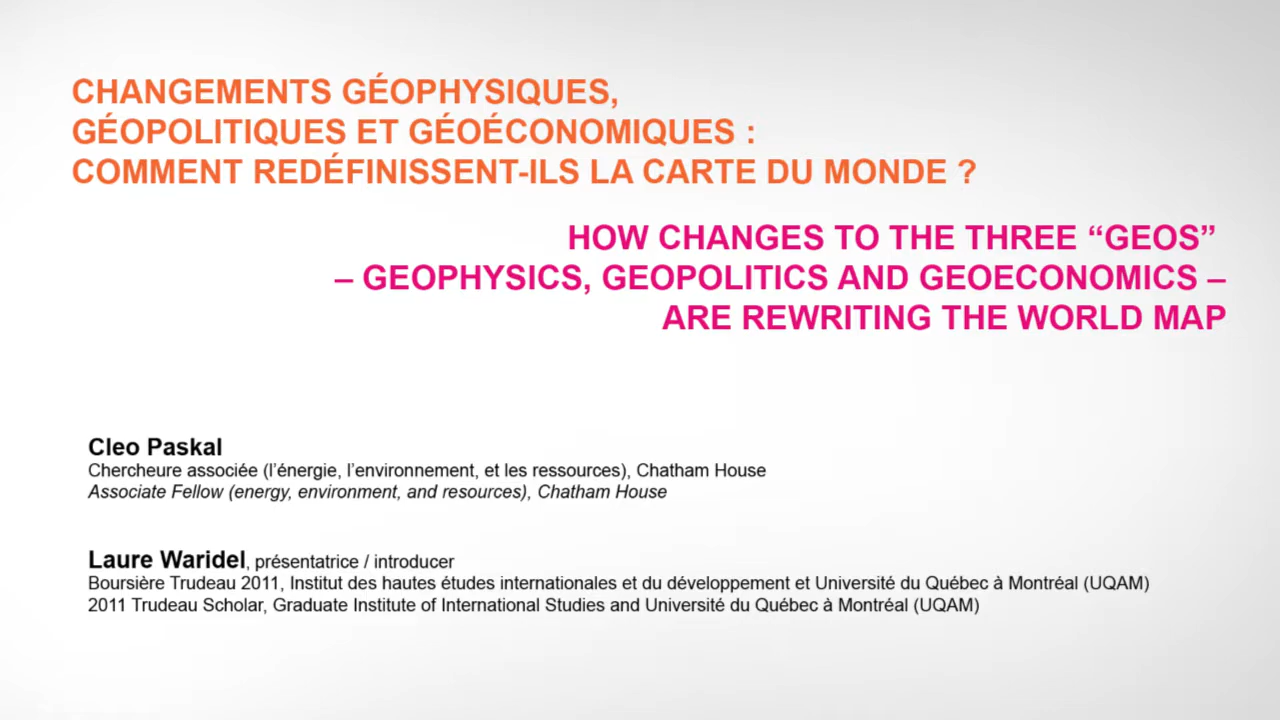 CHANGEMENTS GÉOPHYSIQUES,
GÉOPOLITIQUES ET GÉOÉCONOMIQUES :
COMMENT REDÉFINISSENT-ILS LA CARTE DU MONDE ?
HOW CHANGES TO THE THREE “GEOS”
– GEOPHYSICS, GEOPOLITICS AND GEOECONOMICS –
ARE REWRITING THE WORLD MAP
Cleo Paskal
Chercheure associée (l’énergie, l’environnement, et les ressources), Chatham House
Associate Fellow (energy, environment, and resources), Chatham House
Laure Waridel, présentatrice / introducer
Boursière Trudeau 2011, Institut des hautes études internationales et du développement et Université du Québec à Montréal (UQAM)
2011 Trudeau Scholar, Graduate Institute of International Studies and Université du Québec à Montréal (UQAM)